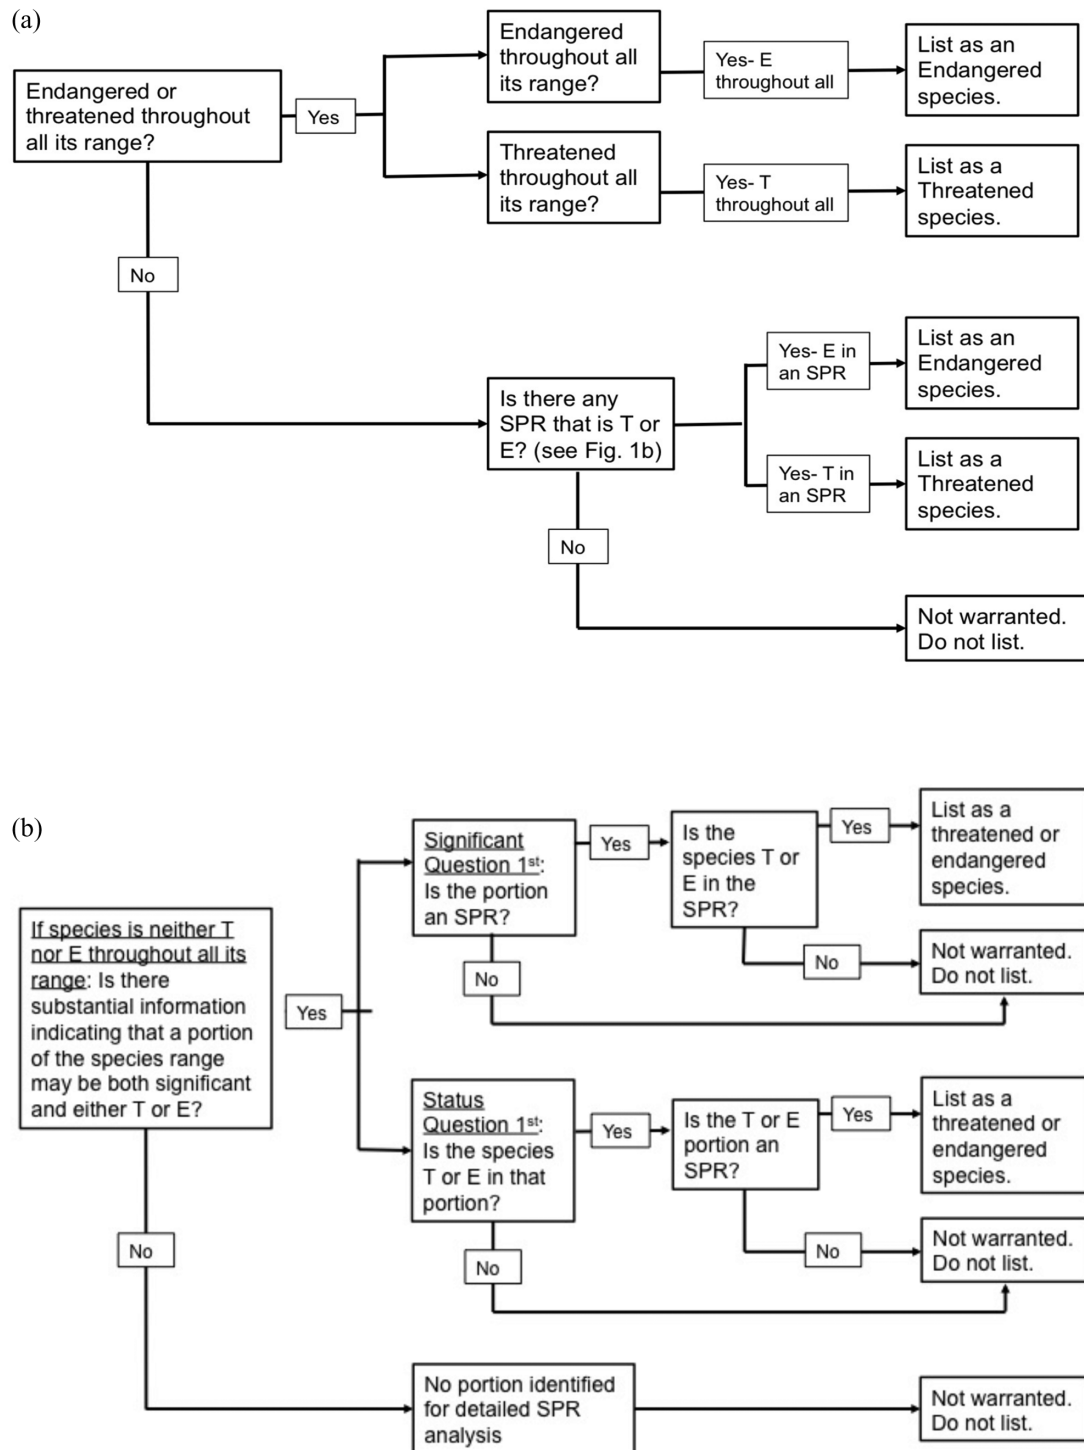 (a)
Endangered or
threatened throughout
all its range?
Yes
Endangered
throughout all
its range?
Yes- E
throughout all
List as an
Endangered
species.
Threatened
throughout all
its range?
Yes- T
throughout all
List as a
Threatened
species.
No
Is there any
SPR that is T or
E? (see Fig. 1b)
Yes- E in
an SPR
List as an
Endangered
species.
Yes- T in
an SPR
List as a
Threatened
species.
No
Not warranted.
Do not list.
(b)
If species is neither T
nor E throughout all its
range: Is there
substantial information
indicating that a portion
of the species range
may be both significant
and either T or E?
Yes
Significant
Question 1st:
Is the portion
an SPR?
Yes
Is the
species T or
E in the
SPR?
Yes
List as a
threatened or
endangered
species.
No
Not warranted.
Do not list.
No
Status
Question 1st:
Is the species
T or E in that
portion?
Yes
Is the T or E
portion an
SPR?
Yes
List as a
threatened or
endangered
species.
No
Not warranted.
Do not list.
No
No
No portion identified
for detailed SPR
analysis
Not warranted.
Do not list.